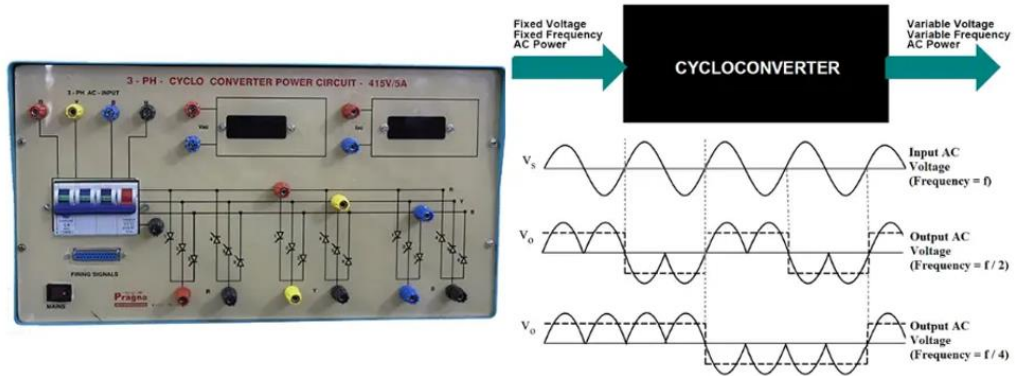 3 - PH - CYCLO CONVERTER POWER CIRCUIT - 415V/5A
3 - PH AC - INPUT
Vac
R
Y
B
FIRING SIGNALS
MAINS
Pragna
R
Y
B
Fixed Voltage
Fixed Frequency
AC Power
CYCLOCONVERTER
Variable Voltage
Variable Frequency
AC Power
Vs
Input AC
Voltage
(Frequency = f)
Vo
Output AC
Voltage
(Frequency = f / 2)
Vo
Output AC
Voltage
(Frequency = f / 4)